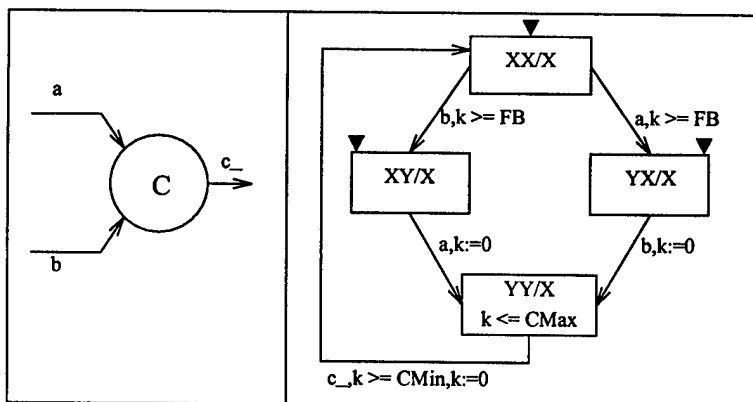 a
b
C
c_
XX/X
b,k >= FB
a,k >= FB
XY/X
YX/X
a,k:=0
b,k:=0
YY/X
k <= CMax
c_,k >= CMin,k:=0